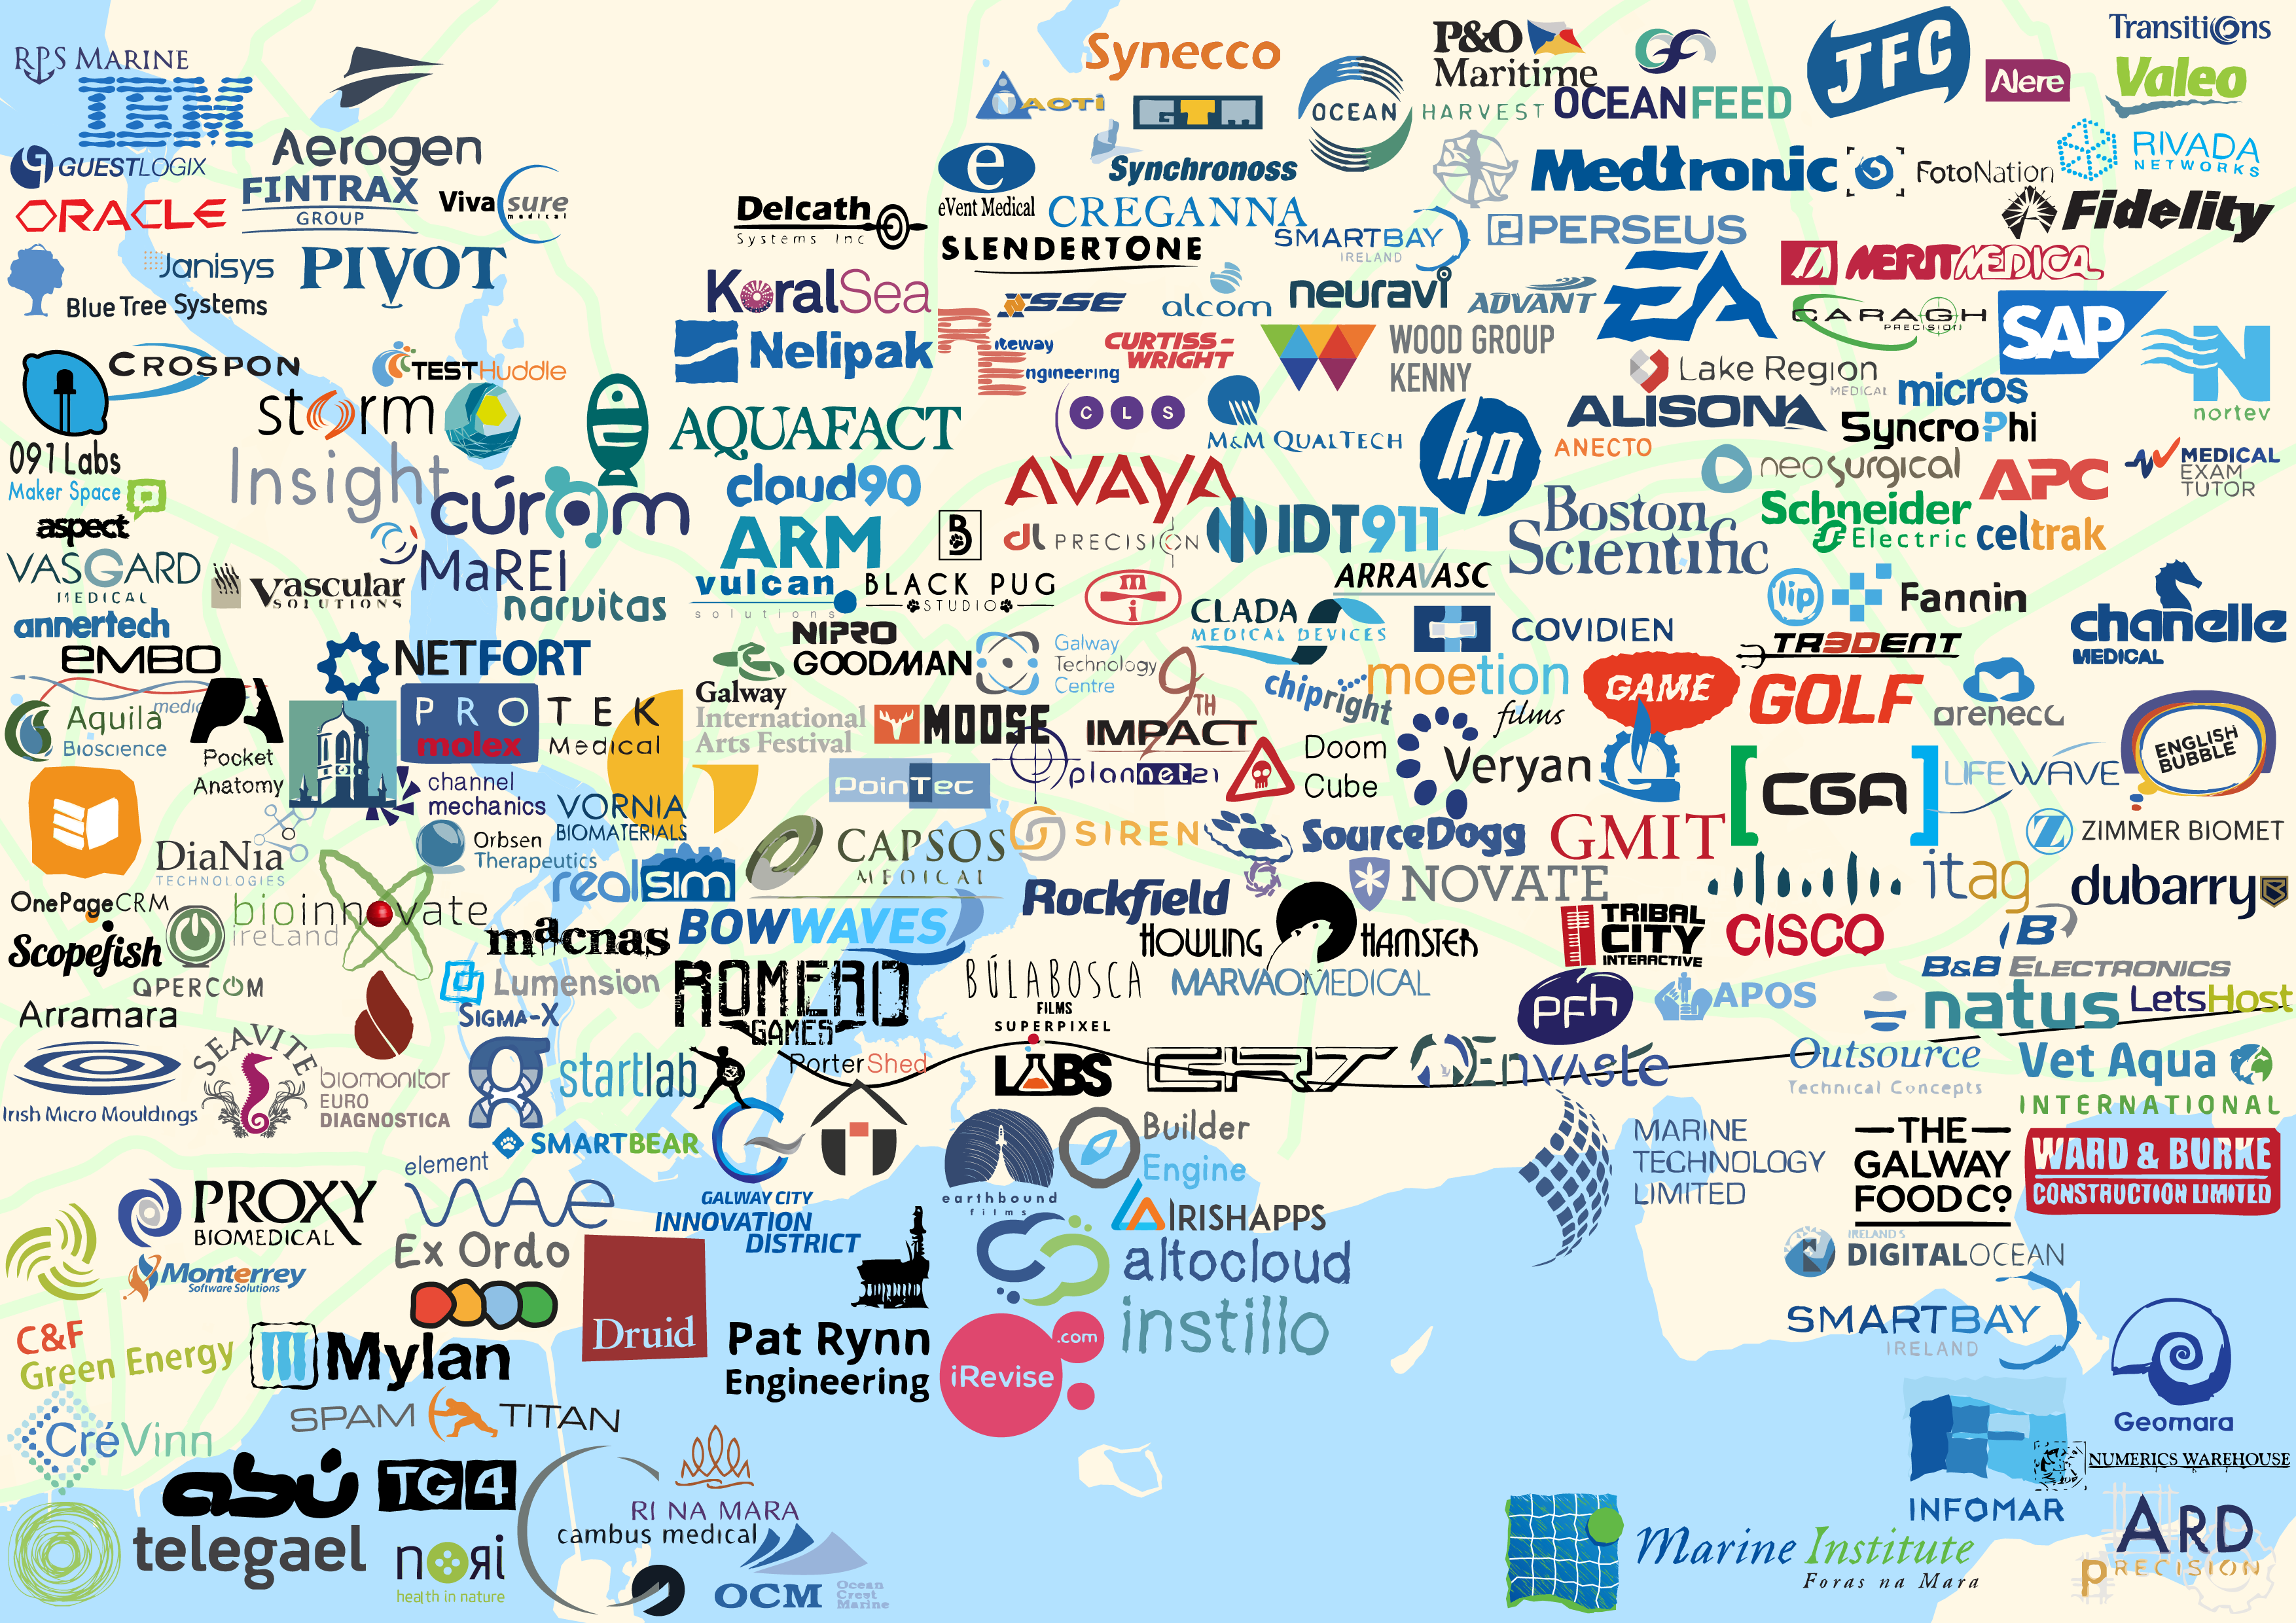 RPS MARINE
IBM
GUESTLOGIX
ORACLE
Janisys
Blue Tree Systems
Aerogen
FINTRAX
GROUP
Vivasure
medical
PIVOT
Synecco
AOTI
GTM
OCEAN
HARVEST
P&O
Maritime
OCEANFEED
JFC
Alere
Transitions
Valeo
eVent Medical
Synchronoss
Medtronic
FotoNation
RIVADA
NETWORKS
Delcath
Systems Inc
CREGANNA
SLENDERTONE
SMARTBAY
IRELAND
PERSEUS
Fidelity
MERIT MEDICAL
KoralSea
SSE
alcom
neuravi
ADVANT
EA
CARAGH
PRECISION
SAP
nortev
Nelipak
Riteway
Engineering
CURTISS-
WRIGHT
WOOD GROUP
KENNY
Lake Region
MEDICAL
micros
CROSPON
TESTHuddle
storm
091 Labs
Maker Space
AQUAFACT
CLS
M&M QUALTECH
hp
ALISON
ANECTO
SyncroPhi
Insight
cúram
cloud90
AVAYA
neosurgical
APC
MEDICAL
EXAM
TUTOR
aspect
VASGARD
MEDICAL
Vascular
SOLUTIONS
MaREI
narvitas
ARM
vulcan
solutions
B
BLACK PUG
STUDIO
dL PRECISION
IDT911
Boston
Scientific
Schneider
Electric
celtrak
ARRAVASC
mi
CLADA
MEDICAL DEVICES
COVIDIEN
lip
Fannin
TR3DENT
chanelle
MEDICAL
annertech
EMBO
medical
NETFORT
NIPRO
GOODMAN
Galway
Technology
Centre
Galway
International
Arts Festival
chipright
moetion
films
GAME
GOLF
arenecc
Aquila
Bioscience
Pocket
Anatomy
PROTEK
Medical
molex
channel
mechanics
MOOSE
9TH
IMPACT
plannet21
PoinTec
Doom
Cube
Veryan
CGA
LIFEWAVE
ENGLISH
BUBBLE
VORNIA
BIOMATERIALS
DiaNia
TECHNOLOGIES
Orbsen
Therapeutics
realsim
CAPSOS
MEDICAL
SIREN
SourceDogg
GMIT
ZIMMER BIOMET
OnePageCRM
Scopefish
QPERCOM
bioinnovate
ireland
macnas
BOWWAVES
Rockfield
NOVATE
HOWLING
HAMSTER
TRIBAL
CITY
INTERACTIVE
CISCO
itag
dubarry
B
B&B ELECTRONICS
Arramara
Lumension
SIGMA-X
ROMERO
GAMES
BÚLABOSCA
FILMS
SUPERPIXEL
LABS
MARVAOMEDICAL
pfh
APOS
natus
LetsHost
Irish Micro Mouldings
SEAVITE
biomonitor
EURO
DIAGNOSTICA
startlab
PorterShed
CRT
Envaste
Outsource
Technical Concepts
Vet Aqua
INTERNATIONAL
SMARTBEAR
element
WAe
GALWAY CITY
INNOVATION
DISTRICT
earthbound
films
Builder
Engine
IRISHAPPS
MARINE
TECHNOLOGY
LIMITED
THE
GALWAY
FOOD Co
WARD & BURKE
CONSTRUCTION LIMITED
PROXY
BIOMEDICAL
Monterrey
Software Solutions
Ex Ordo
Druid
altocloud
instillo
IRELAND'S
DIGITALOCEAN
SMARTBAY
IRELAND
C&F
Green Energy
Mylan
Pat Rynn
Engineering
iRevise
.com
Geomara
CréVinn
SPAM TITAN
abú
TG4
telegael
nori
health in nature
RI NA MARA
cambus medical
OCM
Ocean
Crest
Marine
Marine Institute
Foras na Mara
INFOMAR
NUMERICS WAREHOUSE
ARD
PRECISION